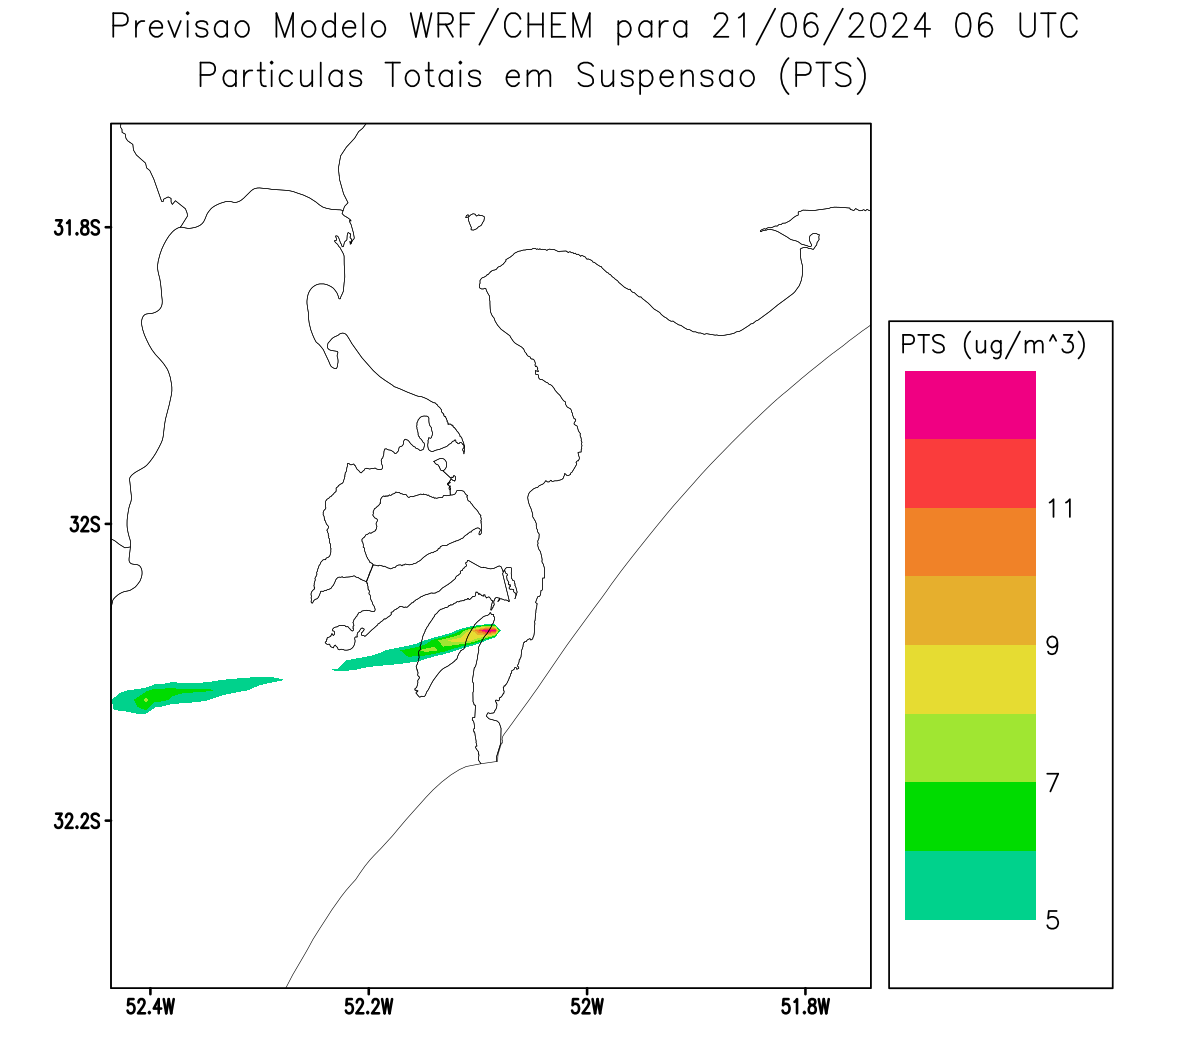 Previsao Modelo WRF/CHEM para 21/06/2024 06 UTC
Particulas Totais em Suspensao (PTS)
31.8S
32S
32.2S
52.4W
52.2W
52W
51.8W
PTS (ug/m^3)
11
9
7
5